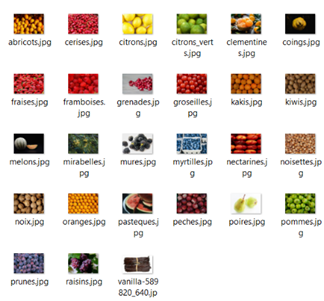 abricots.jpg
cerises.jpg
citrons.jpg
citrons_vert
s.jpg
clementine
s.jpg
coings.jpg
fraises.jpg
framboises.
jpg
grenades.jp
g
groseilles.j
pg
kakis.jpg
kiwis.jpg
melons.jpg
mirabelles.j
pg
mures.jpg
myrtilles.jp
g
nectarines.j
pg
noisettes.jp
g
noix.jpg
oranges.jpg
pasteques.j
pg
peches.jpg
poires.jpg
pommes.jp
g
prunes.jpg
raisins.jpg
vanilla-589
820_640.jp